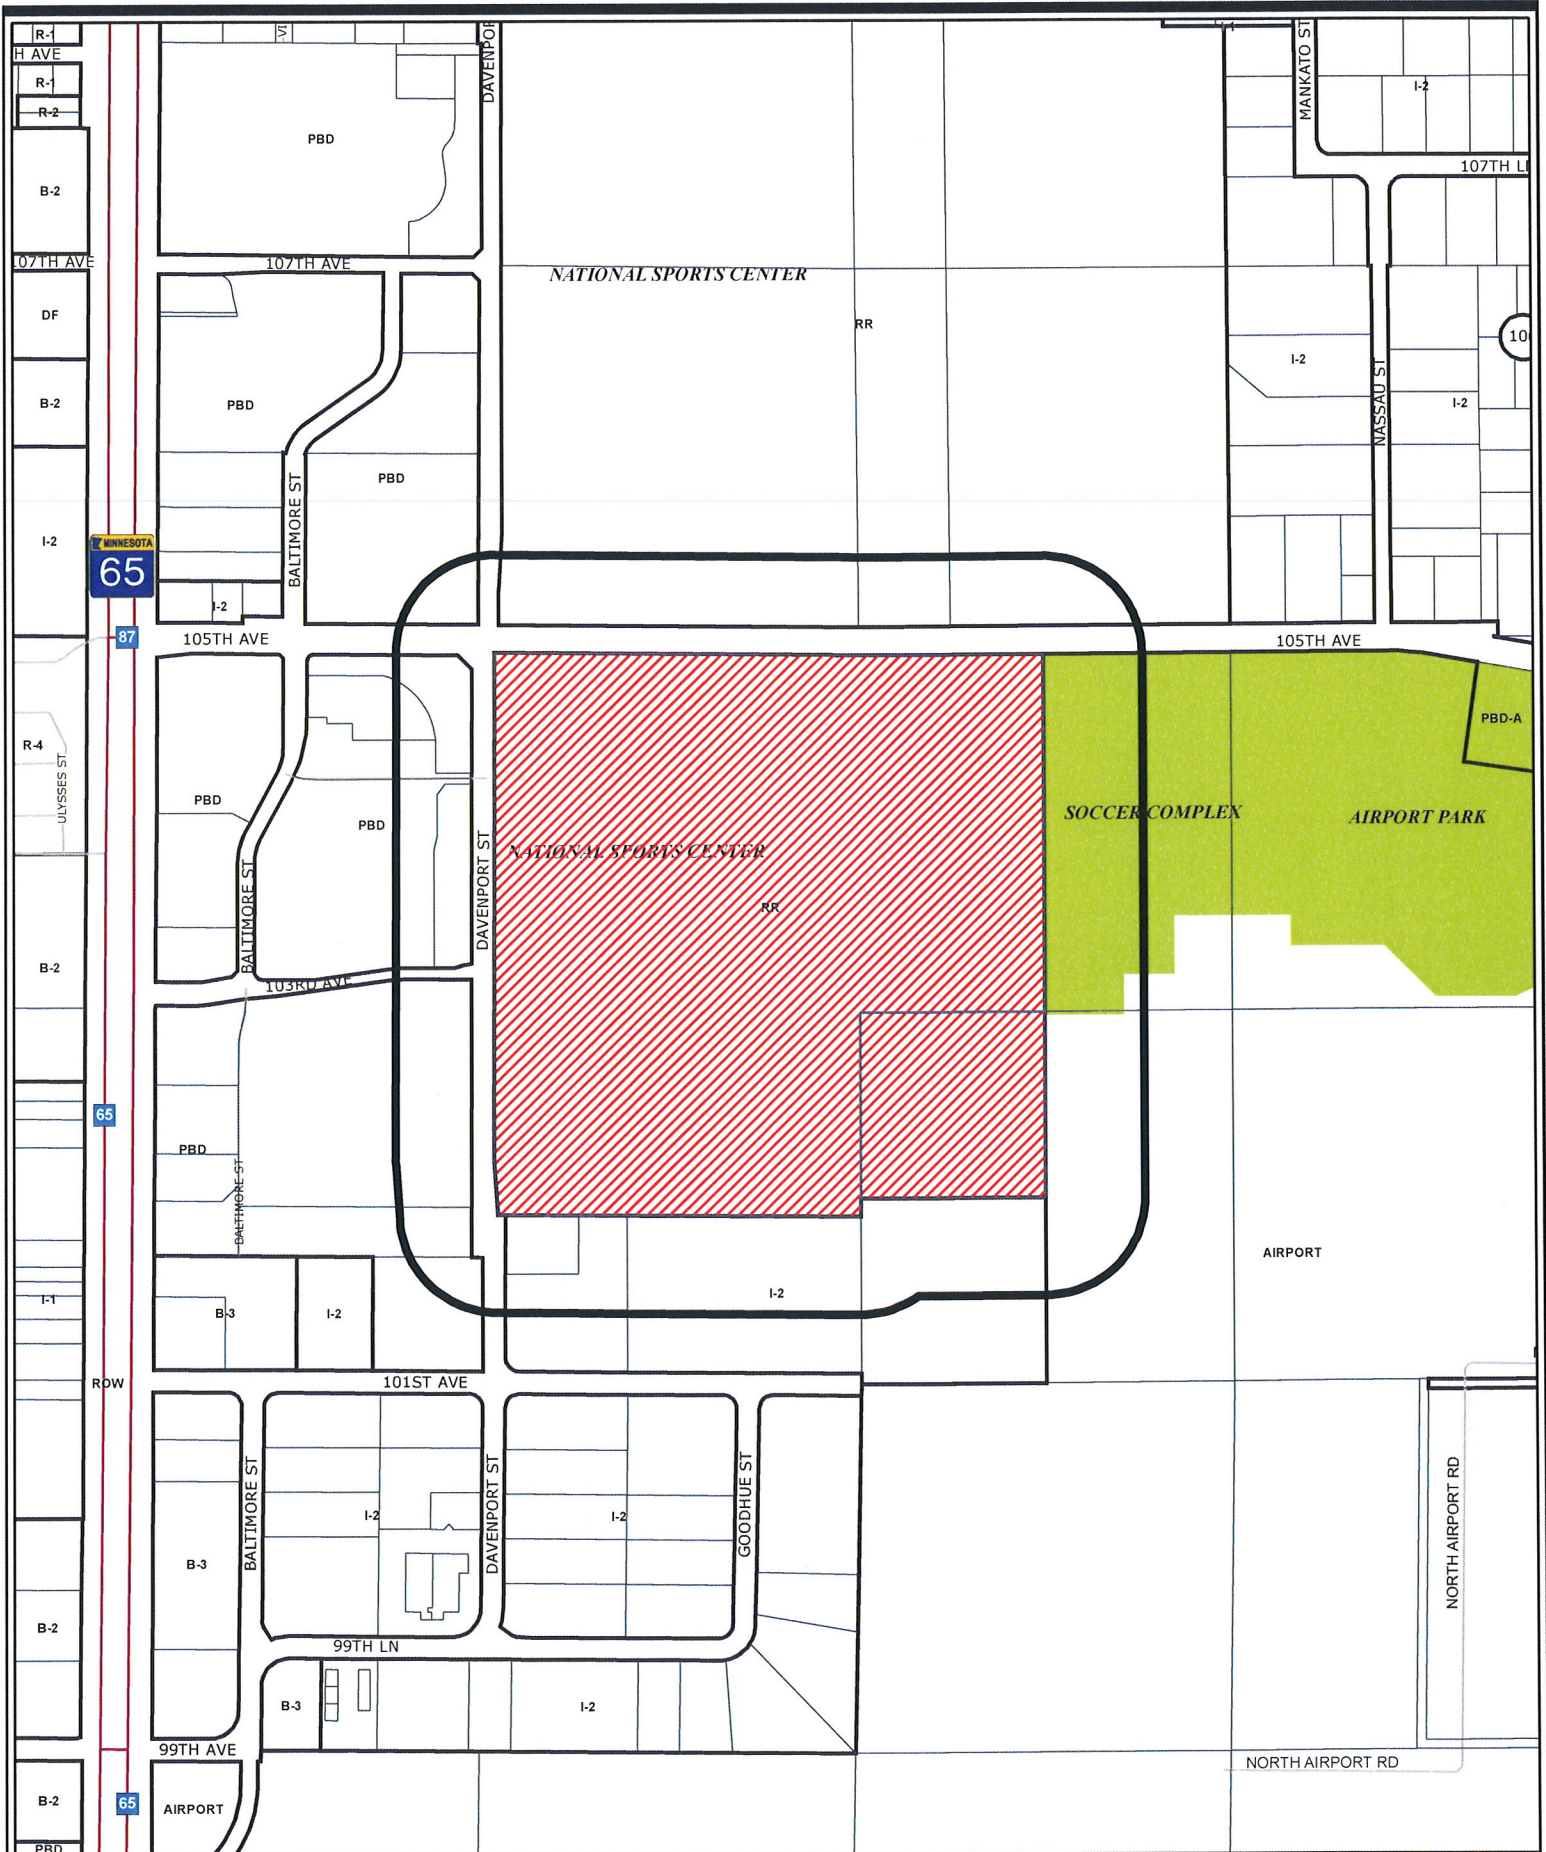 R-1
H AVE
R-1
R-2
B-2
107TH AVE
DF
B-2
I-2
MINNESOTA
65
87
R-4
ULYSSES ST
B-2
65
I-1
ROW
B-2
B-2
65
PBD
PBD
DAVENPOR
107TH AVE
PBD
PBD
BALTIMORE ST
I-2
105TH AVE
NATIONAL SPORTS CENTER
RR
MANKATO ST
I-2
107TH L
I-2
NASSAU ST
I-2
10
105TH AVE
PBD-A
PBD
PBD
BALTIMORE ST
DAVENPORT ST
103RD AVE
NATIONAL SPORTS CENTER
RR
SOCCER COMPLEX
AIRPORT PARK
PBD
BALTIMORE ST
B-3
I-2
I-2
AIRPORT
101ST AVE
B-3
BALTIMORE ST
I-2
DAVENPORT ST
I-2
GOODHUE ST
NORTH AIRPORT RD
99TH LN
B-3
I-2
99TH AVE
AIRPORT
NORTH AIRPORT RD